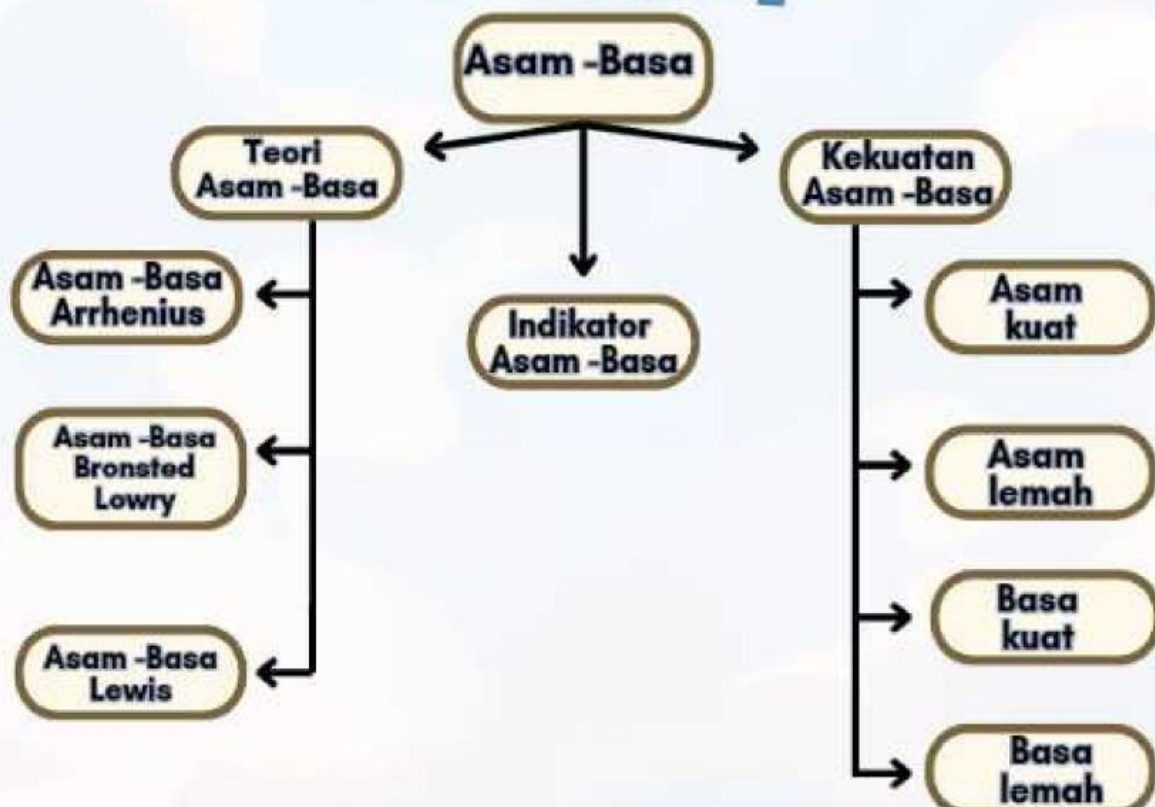 Asam -Basa
Teori
Asam -Basa
Kekuatan
Asam -Basa
Asam -Basa
Arrhenius
Indikator
Asam -Basa
Asam
kuat
Asam -Basa
Bronsted
Lowry
Asam
lemah
Asam -Basa
Lewis
Basa
kuat
Basa
lemah